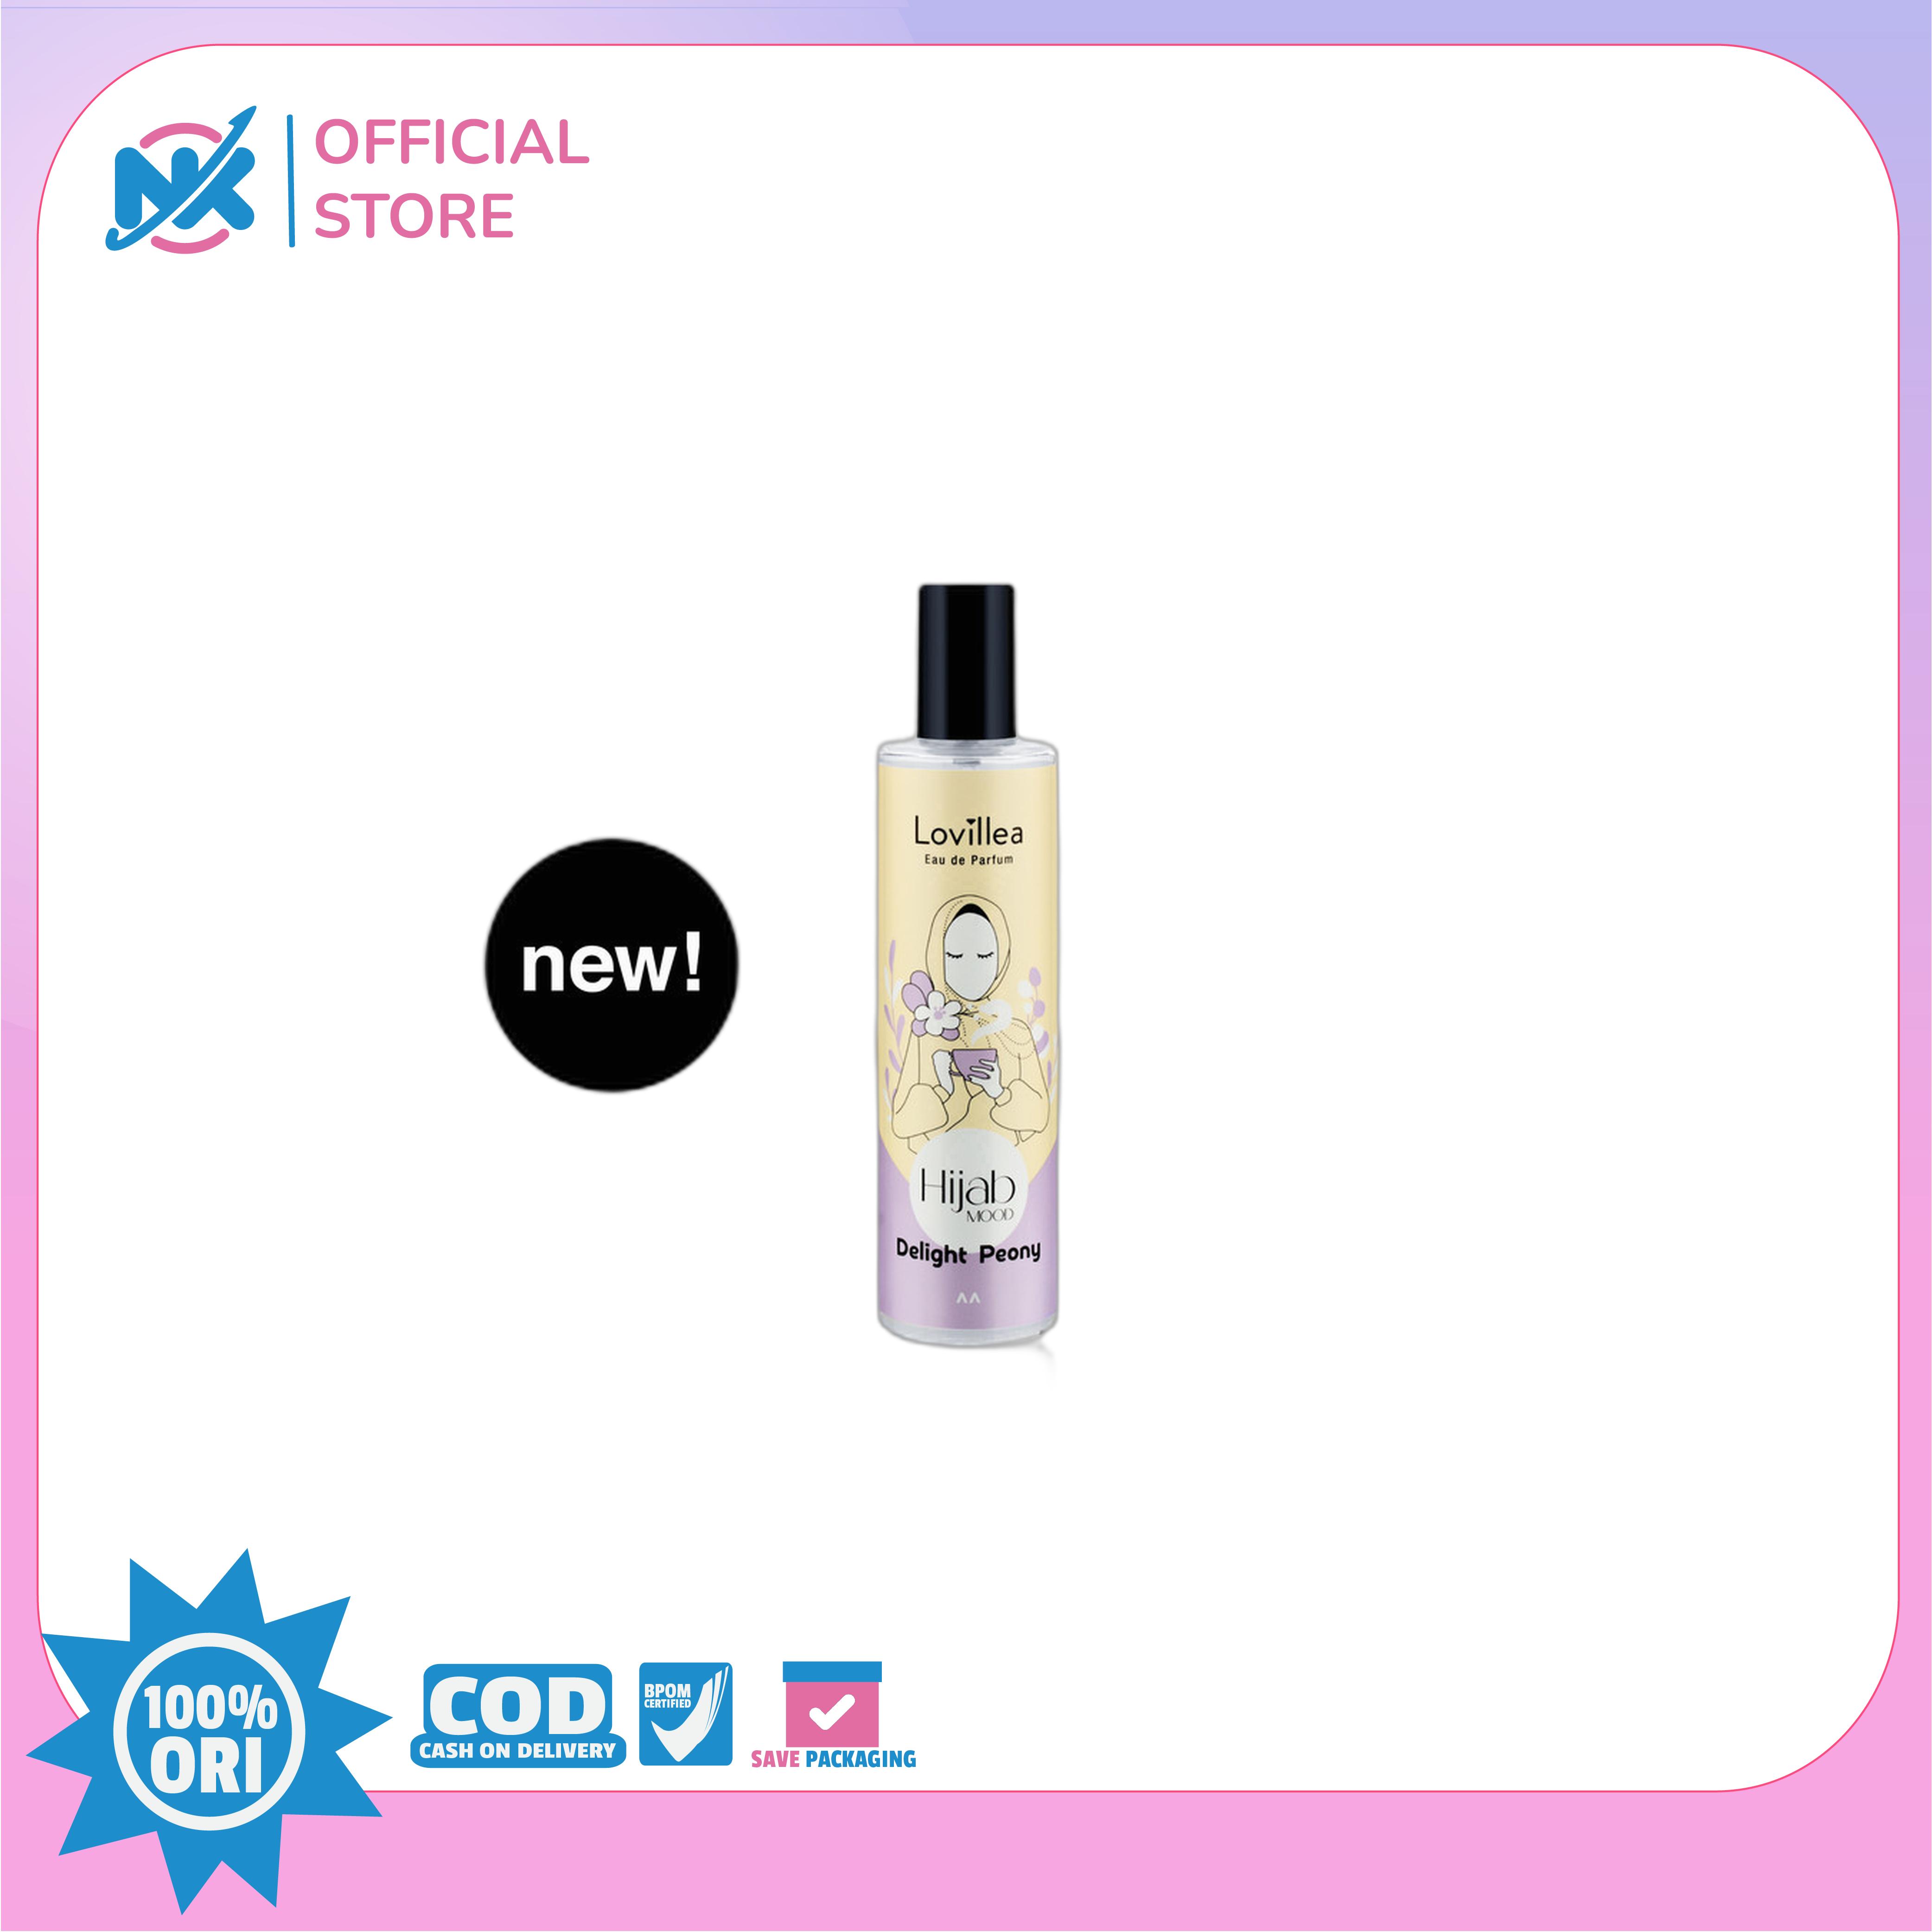 NK
OFFICIAL
STORE
new!
Lovillea
Eau de Parfum
Hijab
MOOD
Delight Peony
100%
ORI
COD
CASH ON DELIVERY
BPOM
CERTIFIED
SAVE PACKAGING